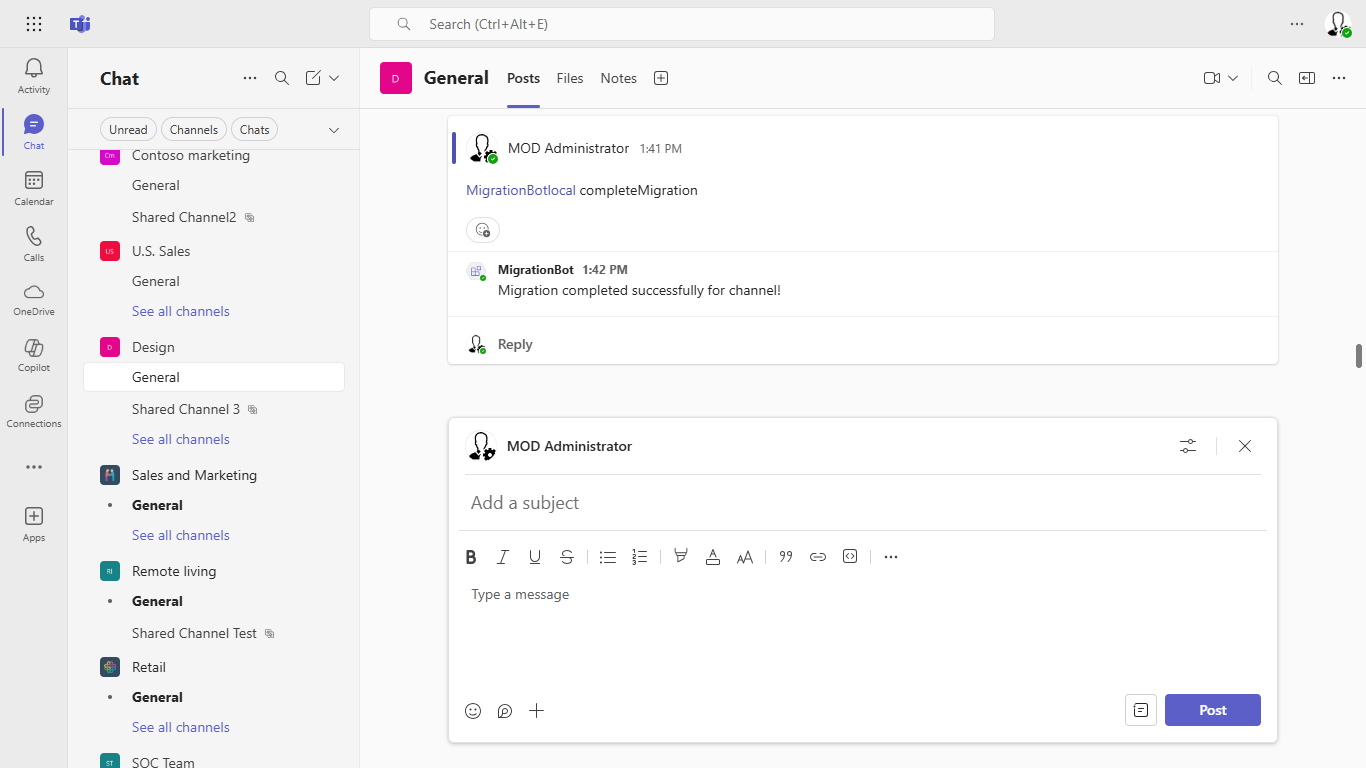 Search (Ctrl+Alt+E)
Activity
Chat
Calendar
Calls
OneDrive
Copilot
Connections
Apps
Chat
Unread
Channels
Chats
Cm
Contoso marketing
General
Shared Channel2
US
U.S. Sales
General
See all channels
D
Design
General
Shared Channel 3
See all channels
Sales and Marketing
General
See all channels
Rl
Remote living
General
Shared Channel Test
Retail
General
See all channels
ST
SOC Team
D
General
Posts
Files
Notes
MOD Administrator 1:41 PM
MigrationBotlocal completeMigration
MigrationBot 1:42 PM
Migration completed successfully for channel!
Reply
MOD Administrator
Add a subject
Type a message
Post